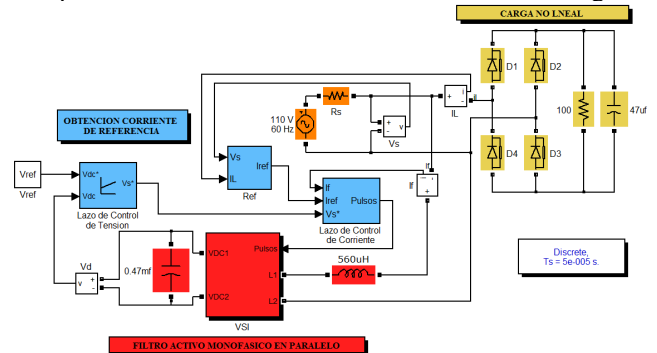 CARGA NO LNEAL
D1
D2
D4
D3
100
47uf
i
+
-
IL
il
Rs
110 V
60 Hz
+
+
-
v
Vs
OBTENCION CORRIENTE
DE REFERENCIA
Vs
IL
Iref
Ref
If
If
i
-
+
Vref
Vref
Vdc*
Vdc
Vs*
Lazo de Control
de Tension
If
Iref
Vs*
Pulsos
Lazo de Control
de Corriente
Discrete,
Ts = 5e-005 s.
Vd
v
+
-
0.47mf
VDC1
VDC2
Pulsos
L1
L2
VSI
560uH
FILTRO ACTIVO MONOFASICO EN PARALELO